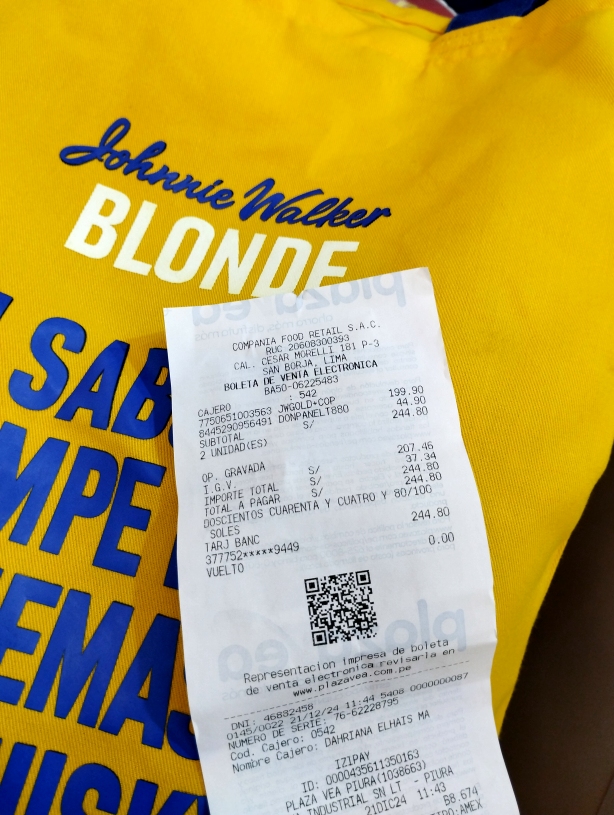 Johnnie Walker
BLONDE
COMPANIA FOOD RETAIL S.A.C.
RUC 20608300393
CAL. CESAR MORELLI 181 P-3
SAN BORJA, LIMA
BOLETA DE VENTA ELECTRONICA
BA50-06225483
CAJERO : 542
7750651003563 JWGOLD+COP 199.90
8445290956491 DONPANELT880 44.90
SUBTOTAL S/ 244.80
2 UNIDAD(ES)
OP. GRAVADA 207.46
I.G.V. S/ 37.34
IMPORTE TOTAL S/ 244.80
TOTAL A PAGAR S/ 244.80
DOSCIENTOS CUARENTA Y CUATRO Y 80/100
SOLES
TARJ BANC 244.80
377752*****9449
VUELTO 0.00
Representacion impresa de boleta
de venta electronica revisarla en
www.plazavea.com.pe
DNI: 46832458
0145/0022 21/12/24 11:44 5408 0000000087
NUMERO DE SERIE: 76-62228795
Cod. Cajero: 0542
Nombre Cajero: DAHRIANA ELHAIS MA
IZIPAY
ID: 0000435611350163
PLAZA VEA PIURA(1038663)
INDUSTRIAL SN LT - PIURA
21DIC24 11:43
B8.674
:AMEX
SAB
MPE
EMAS